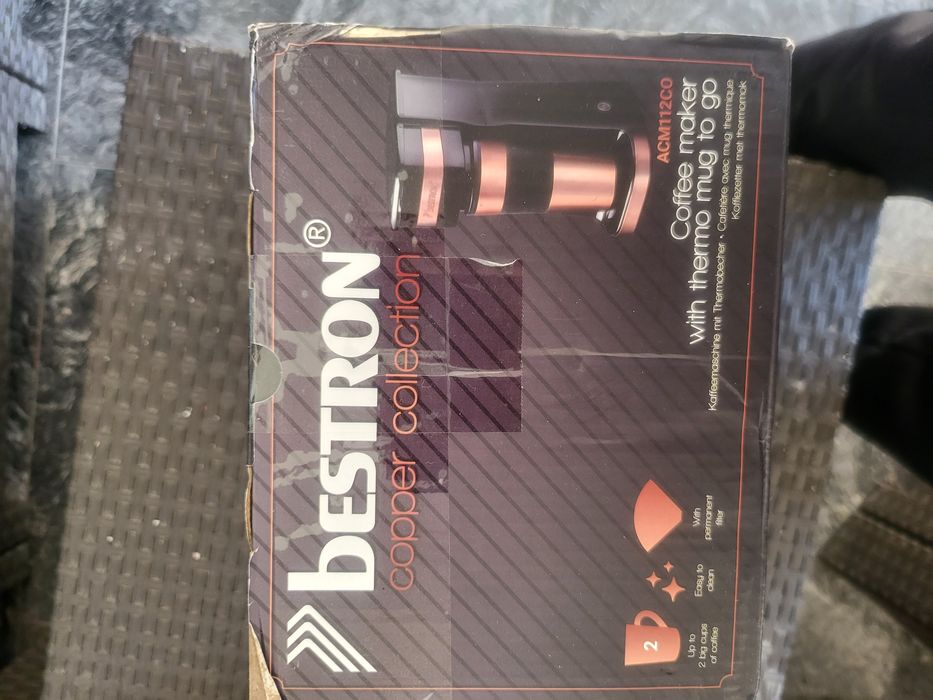 bESTRON®
copper collection
ACM112CO
Coffee maker
with thermo mug to go
Kaffeemaschine mit Thermobecher • Cafetière avec mug thermique
Koffiezetter met thermomok
2
Up to
2 big cups
of coffee
Easy to
clean
With
permanent
filter